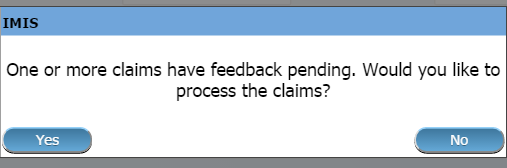 IMIS
One or more claims have feedback pending. Would you like to
process the claims?
Yes
No